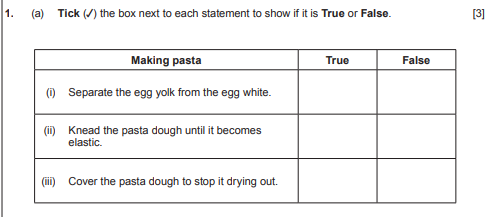 1. (a) Tick (✓) the box next to each statement to show if it is True or False. [3]
Making pasta True False
(i) Separate the egg yolk from the egg white.
(ii) Knead the pasta dough until it becomes
elastic.
(iii) Cover the pasta dough to stop it drying out.